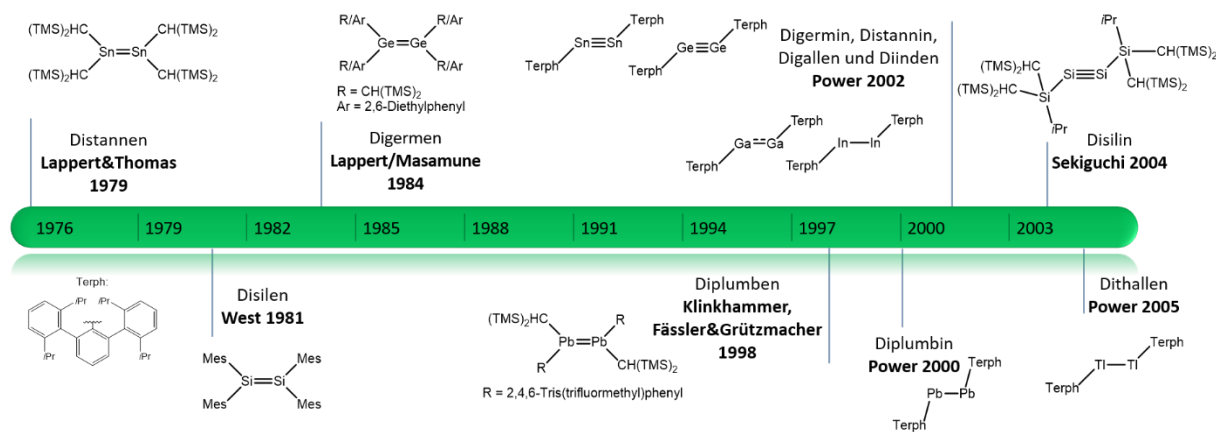 (TMS)₂HC
CH(TMS)₂
Sn=Sn
(TMS)₂HC
CH(TMS)₂
Distannen
Lappert&Thomas
1979
R/Ar
R/Ar
Ge=Ge
R/Ar
R/Ar
R = CH(TMS)₂
Ar = 2,6-Diethylphenyl
Digermen
Lappert/Masamune
1984
Terph
Sn≡Sn
Terph
Terph
Ge≡Ge
Terph
Digermin, Distannin,
Digallen und Diinden
Power 2002
Terph
Ga=Ga
Terph
Terph
In—In
Terph
iPr
(TMS)₂HC
Si
CH(TMS)₂
Si≡Si
CH(TMS)₂
(TMS)₂HC
Si
iPr
Disilin
Sekiguchi 2004
1976 1979 1982 1985 1988 1991 1994 1997 2000 2003
Terph:
iPr
iPr
iPr
iPr
Disilen
West 1981
Mes
Mes
Si=Si
Mes
Mes
(TMS)₂HC
R
Pb=Pb
R
CH(TMS)₂
R = 2,4,6-Tris(trifluormethyl)phenyl
Diplumben
Klinkhammer,
Fässler&Grützmacher
1998
Diplumbin
Power 2000
Terph
Pb—Pb
Terph
Dithallen
Power 2005
Terph
Tl—Tl
Terph